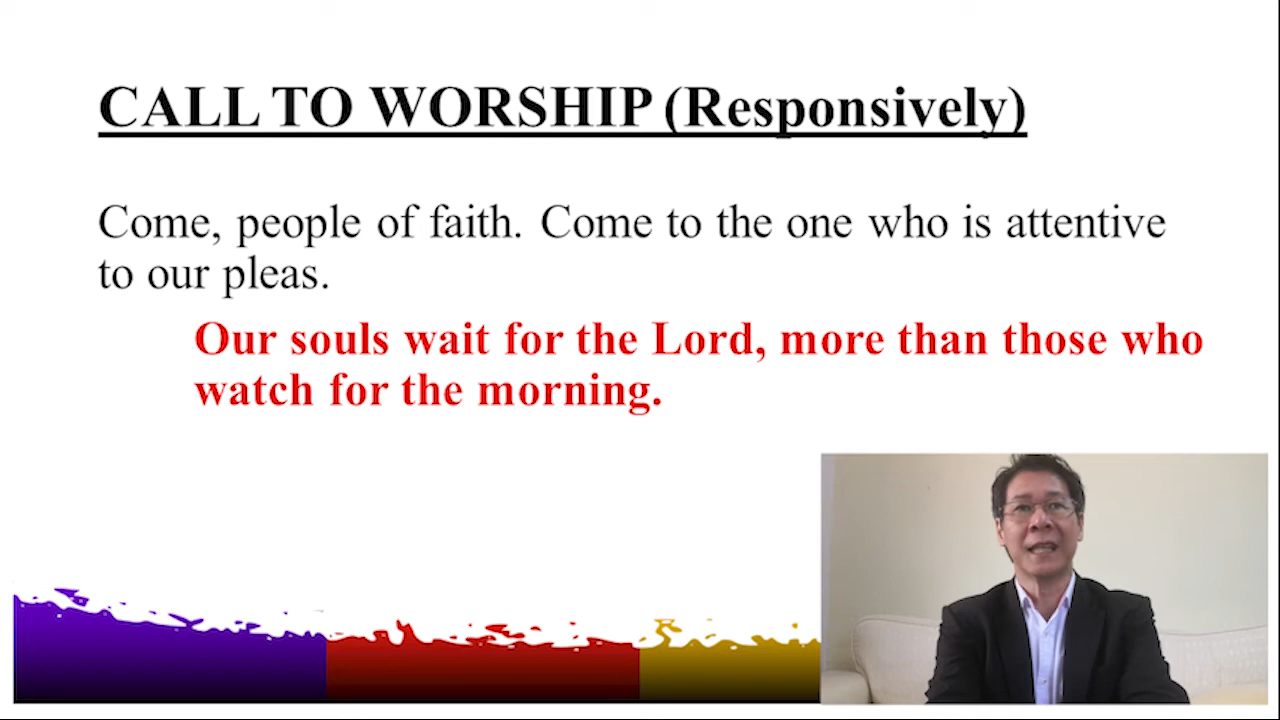 CALL TO WORSHIP (Responsively)
Come, people of faith. Come to the one who is attentive
to our pleas.
Our souls wait for the Lord, more than those who
watch for the morning.